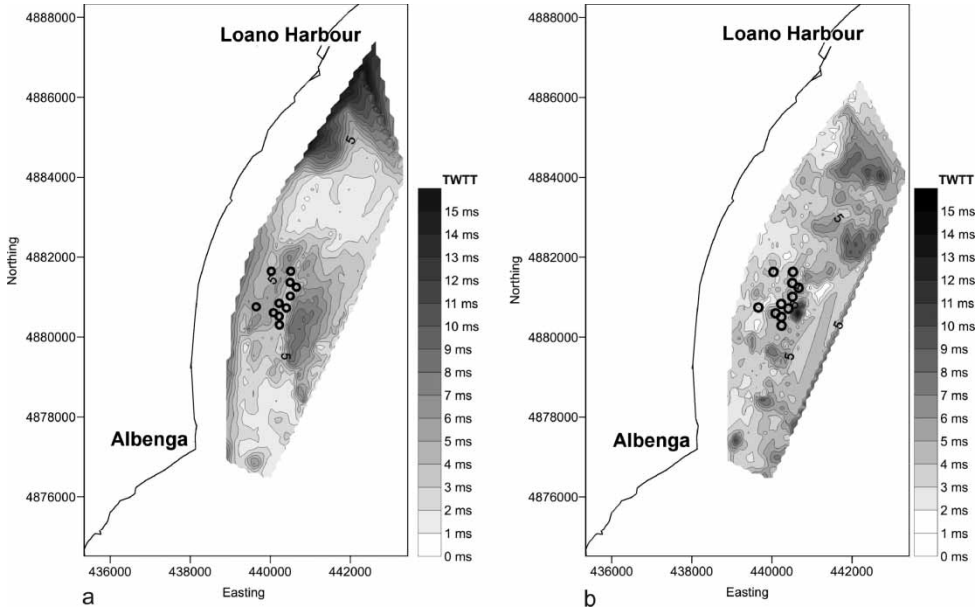 4888000
Loano Harbour
4886000
5
4884000
TWTT
15 ms
14 ms
13 ms
12 ms
11 ms
10 ms
9 ms
8 ms
7 ms
6 ms
5 ms
4 ms
3 ms
2 ms
1 ms
0 ms
4882000
5
Northing
4880000
5
4878000
Albenga
4876000
436000
438000
440000
442000
Easting
a
4888000
Loano Harbour
4886000
4884000
TWTT
15 ms
14 ms
13 ms
12 ms
11 ms
10 ms
9 ms
8 ms
7 ms
6 ms
5 ms
4 ms
3 ms
2 ms
1 ms
0 ms
5
4882000
Northing
4880000
5
5
4878000
Albenga
4876000
436000
438000
440000
442000
Easting
b